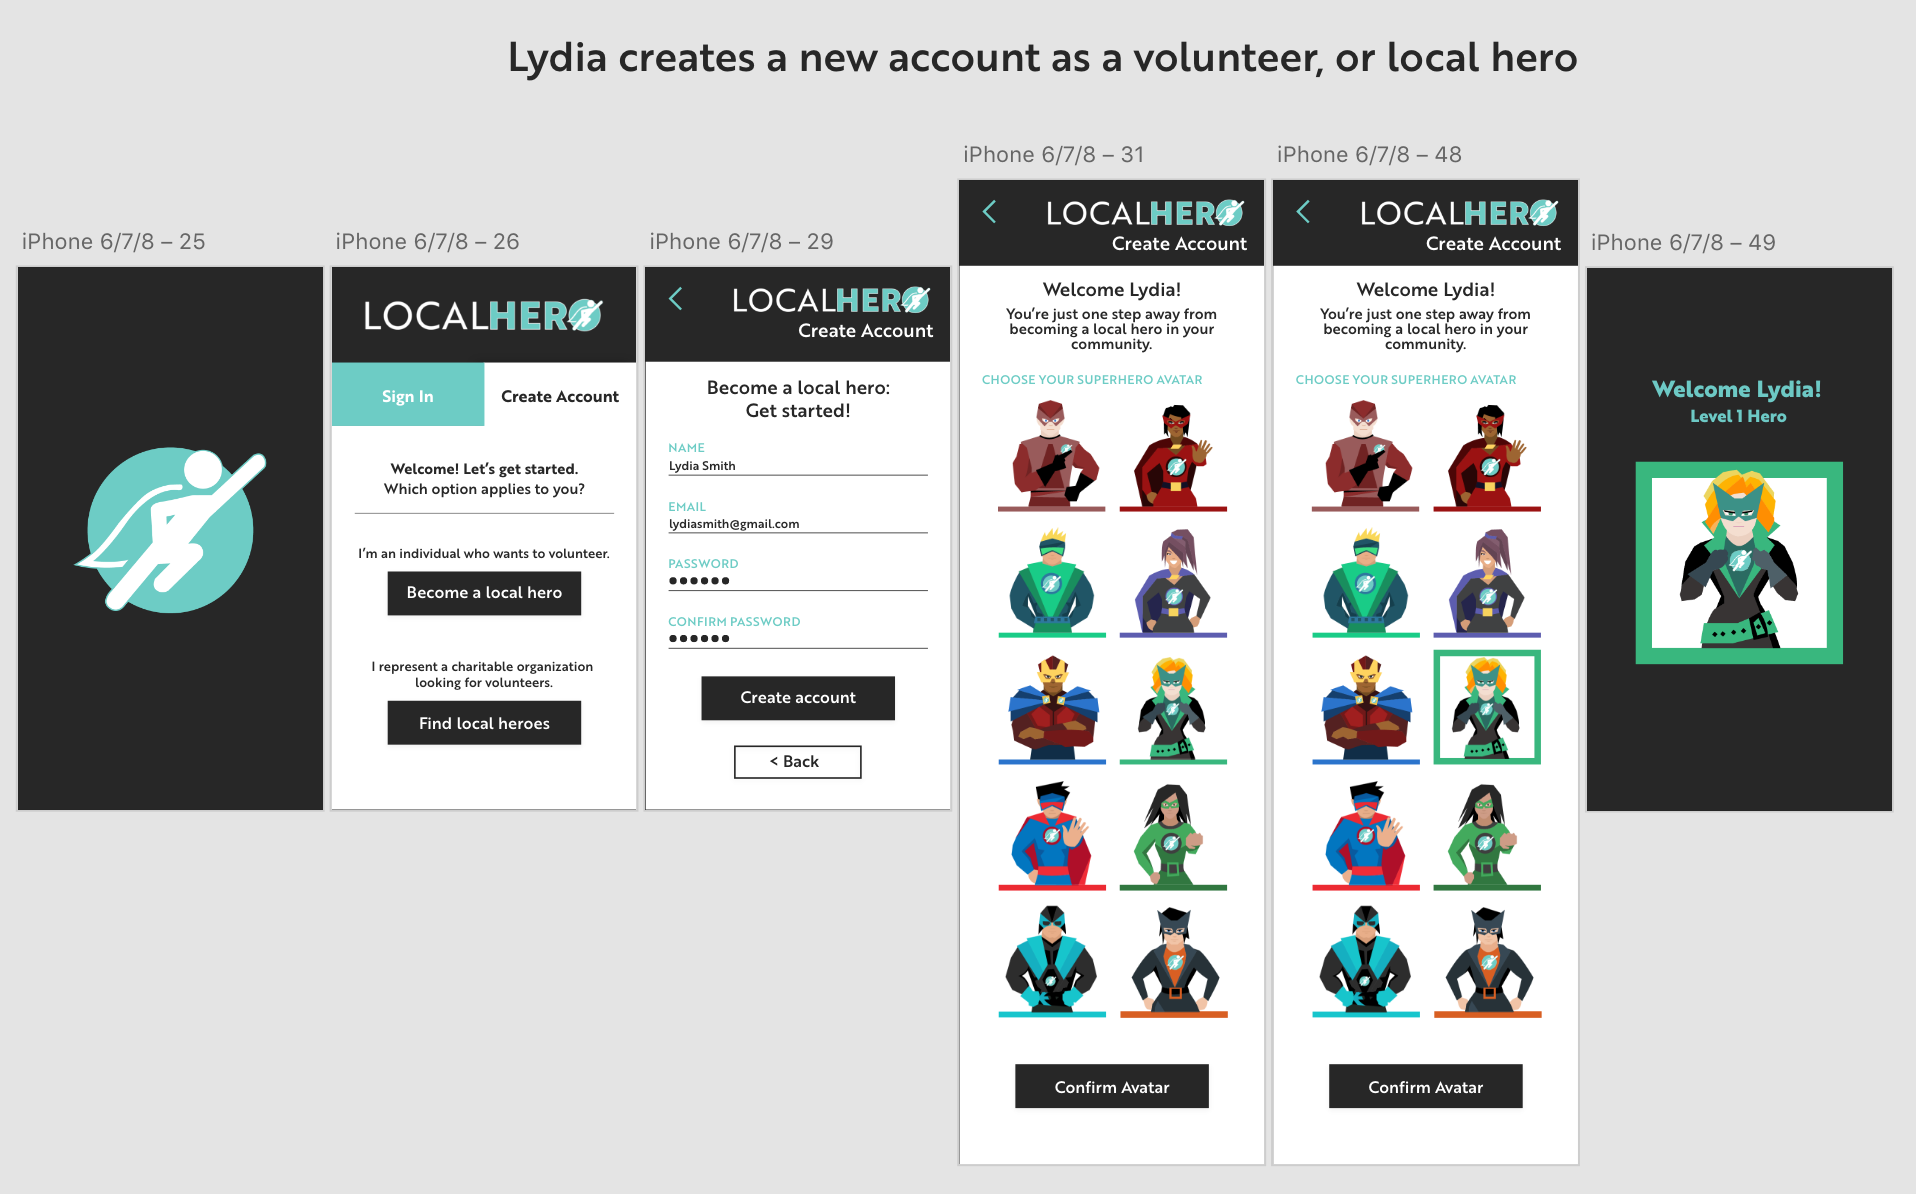 Lydia creates a new account as a volunteer, or local hero
iPhone 6/7/8 – 25
iPhone 6/7/8 – 26
LOCALHERO
Sign In
Create Account
Welcome! Let's get started.
Which option applies to you?
I'm an individual who wants to volunteer.
Become a local hero
I represent a charitable organization
looking for volunteers.
Find local heroes
iPhone 6/7/8 – 29
LOCALHERO
Create Account
Become a local hero:
Get started!
NAME
Lydia Smith
EMAIL
lydiasmith@gmail.com
PASSWORD
●●●●●●
CONFIRM PASSWORD
●●●●●●
Create account
< Back
iPhone 6/7/8 – 31
LOCALHERO
Create Account
Welcome Lydia!
You're just one step away from
becoming a local hero in your
community.
CHOOSE YOUR SUPERHERO AVATAR
Confirm Avatar
iPhone 6/7/8 – 48
LOCALHERO
Create Account
Welcome Lydia!
You're just one step away from
becoming a local hero in your
community.
CHOOSE YOUR SUPERHERO AVATAR
Confirm Avatar
iPhone 6/7/8 – 49
Welcome Lydia!
Level 1 Hero